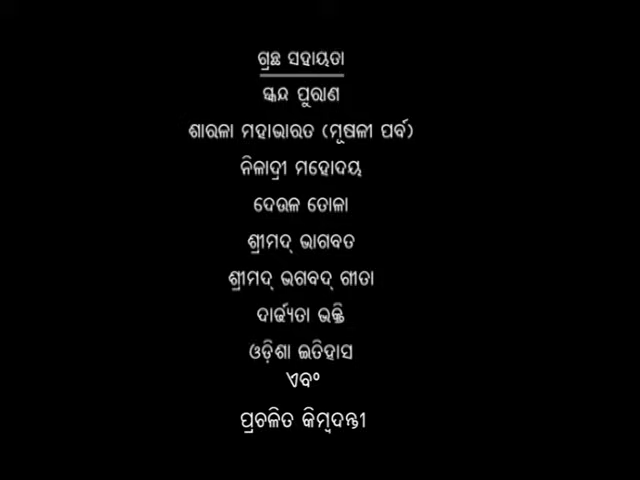 ଗ୍ରନ୍ଥ ସହାୟତା
ସ୍କନ୍ଦ ପୁରାଣ
ଶାରଳା ମହାଭାରତ (ମୂଷଳୀ ପର୍ବ)
ନିଳାଦ୍ରୀ ମହୋଦୟ
ଦେଉଳ ତୋଳା
ଶ୍ରୀମଦ୍ ଭାଗବତ
ଶ୍ରୀମଦ୍ ଭଗବଦ୍ ଗୀତା
ଦାର୍ଢ୍ୟତା ଭକ୍ତି
ଓଡ଼ିଶା ଇତିହାସ
ଏବଂ
ପ୍ରଚଳିତ କିମ୍ବଦନ୍ତୀ